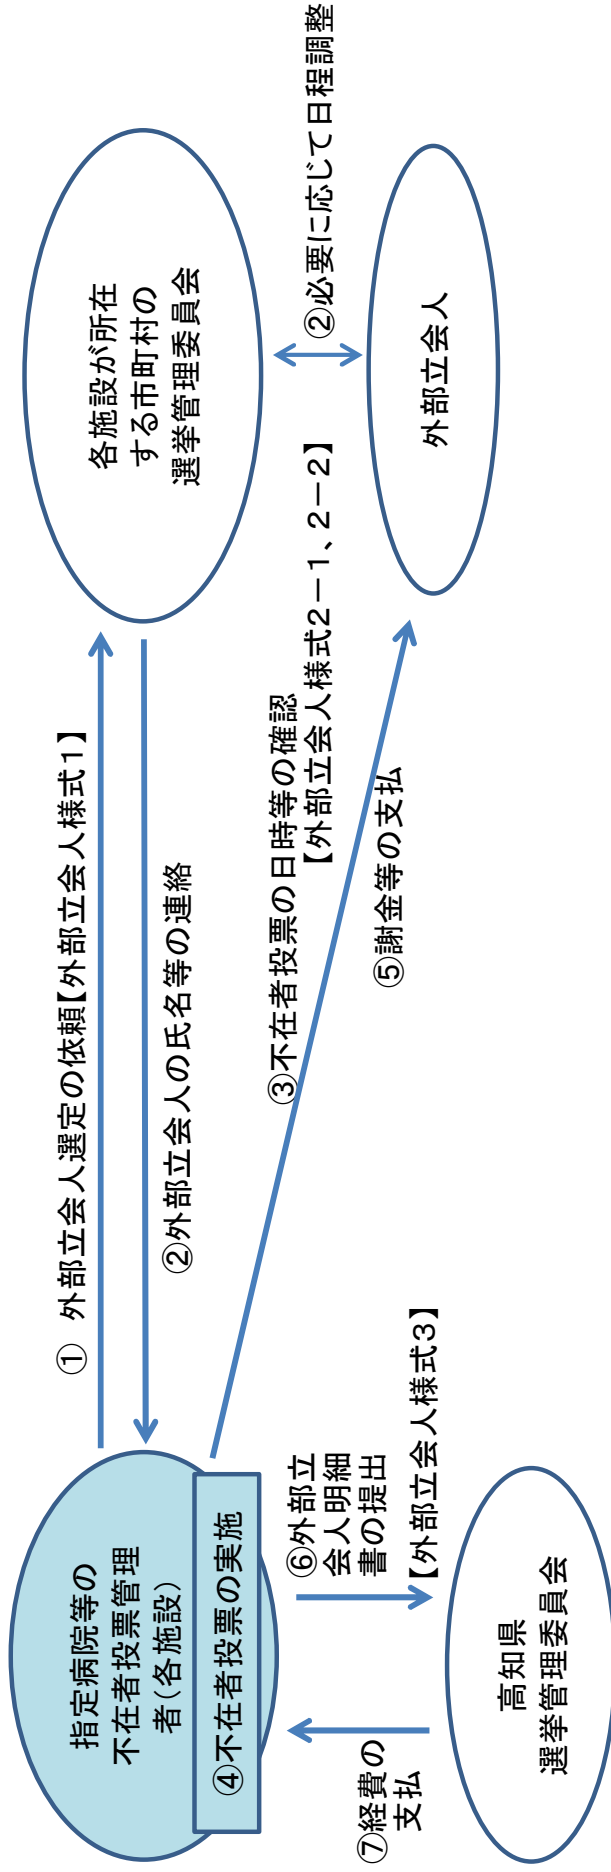 ① 外部立会人選定の依頼【外部立会人様式1】
指定病院等の
不在者投票管理
者(各施設)
④不在者投票の実施
各施設が所在
する市町村の
選挙管理委員会
②外部立会人の氏名等の連絡
②必要に応じて日程調整
③不在者投票の日時等の確認
【外部立会人様式2-1、2-2】
⑤謝金等の支払
外部立会人
⑥外部立
会人明細
書の提出
【外部立会人様式3】
⑦経費の
支払
高知県
選挙管理委員会